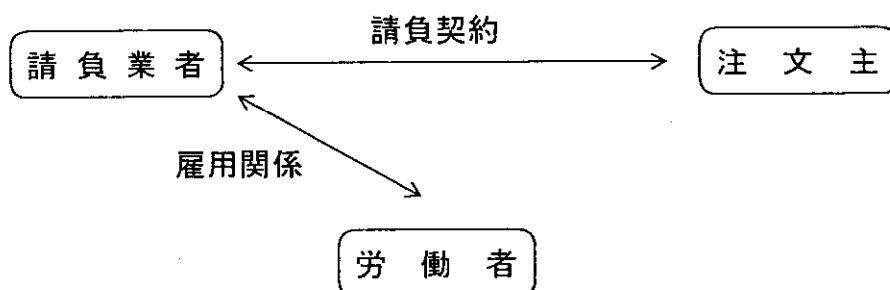 請負契約
請負業者
注文主
雇用関係
労働者